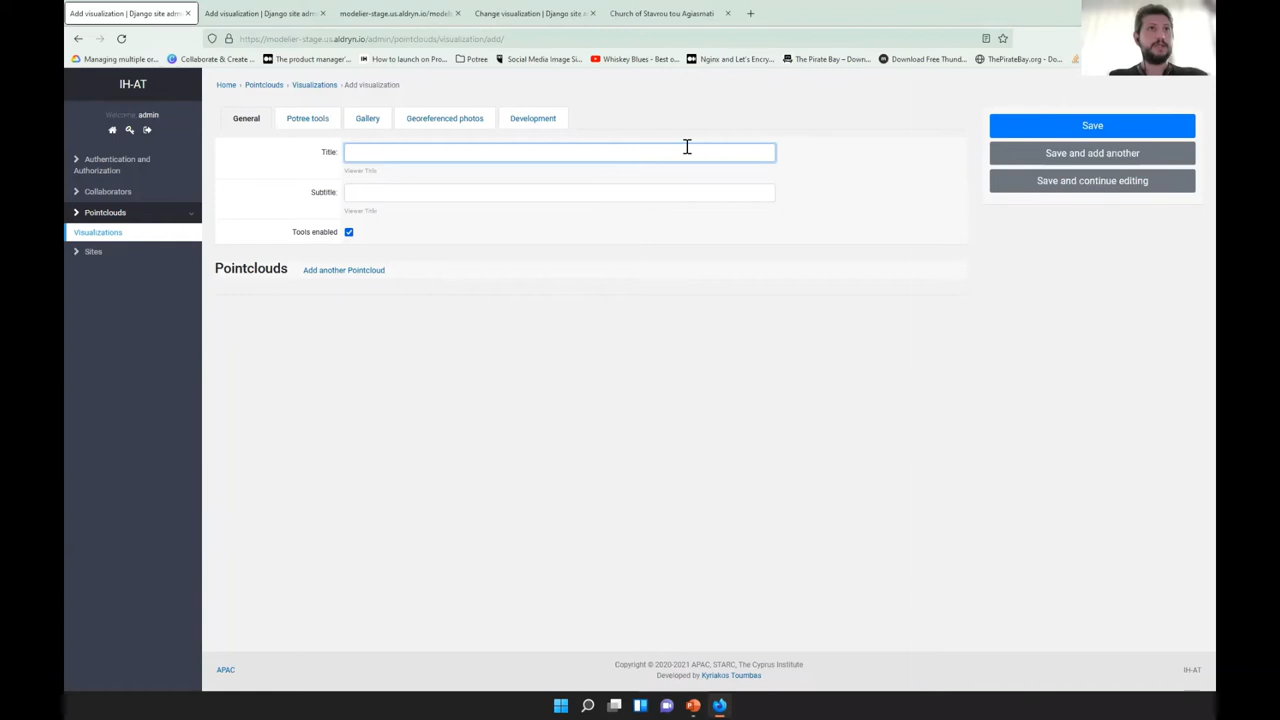 Add visualization | Django site adm
Add visualization | Django site adm
modelier-stage.us.aldryn.io/model
Change visualization | Django site a
Church of Stavrou tou Agiasmati
https://modelier-stage.us.aldryn.io/admin/pointclouds/visualization/add/
Managing multiple or...
Collaborate & Create ...
The product manager'...
How to launch on Pro...
Potree
Social Media Image Si...
Whiskey Blues - Best o...
Nginx and Let's Encry...
The Pirate Bay – Down...
Download Free Thund...
ThePirateBay.org - Do...
IH-AT
Welcome, admin
Authentication and
Authorization
Collaborators
Pointclouds
Visualizations
Sites
Home › Pointclouds › Visualizations › Add visualization
General
Potree tools
Gallery
Georeferenced photos
Development
Title:
Viewer Title
Subtitle:
Viewer Title
Tools enabled
Pointclouds
Add another Pointcloud
Save
Save and add another
Save and continue editing
APAC
Copyright © 2020-2021 APAC, STARC, The Cyprus Institute
Developed by Kyriakos Toumbas
IH-AT